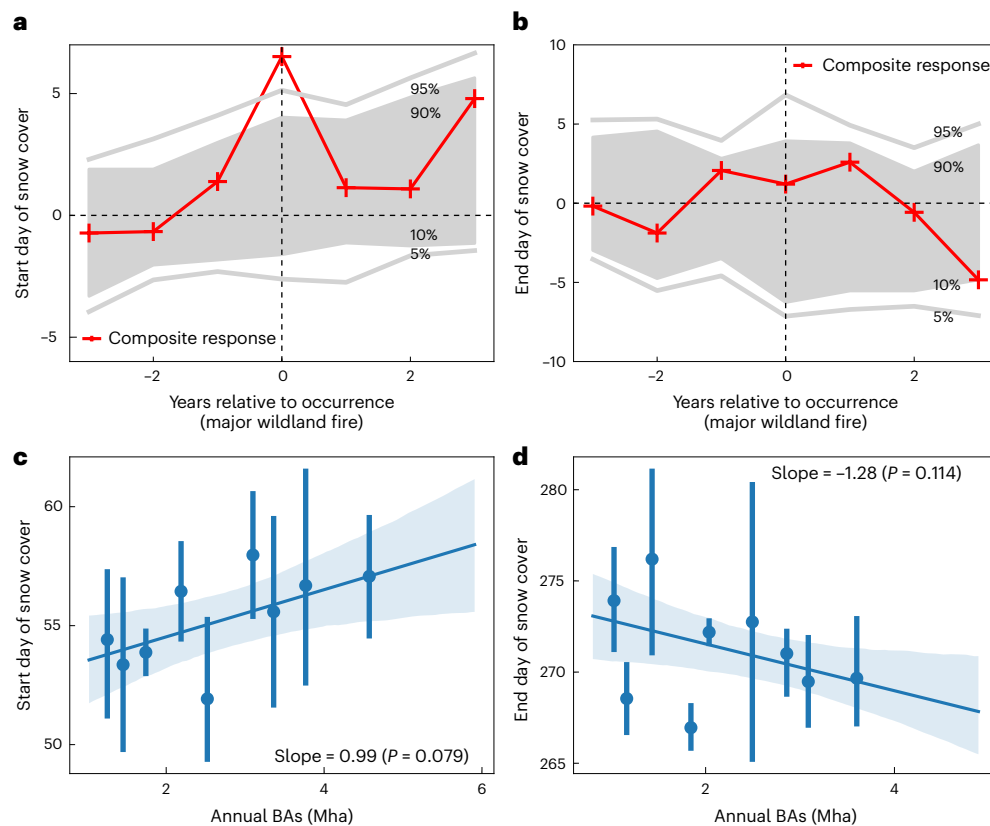 a
5
0
−5
Start day of snow cover
95%
90%
10%
5%
Composite response
−2
0
2
Years relative to occurrence
(major wildland fire)
b
10
5
0
−5
−10
End day of snow cover
Composite response
95%
90%
10%
5%
−2
0
2
Years relative to occurrence
(major wildland fire)
c
60
55
50
Start day of snow cover
Slope = 0.99 (P = 0.079)
2
4
6
Annual BAs (Mha)
d
280
275
270
265
End day of snow cover
Slope = −1.28 (P = 0.114)
2
4
Annual BAs (Mha)